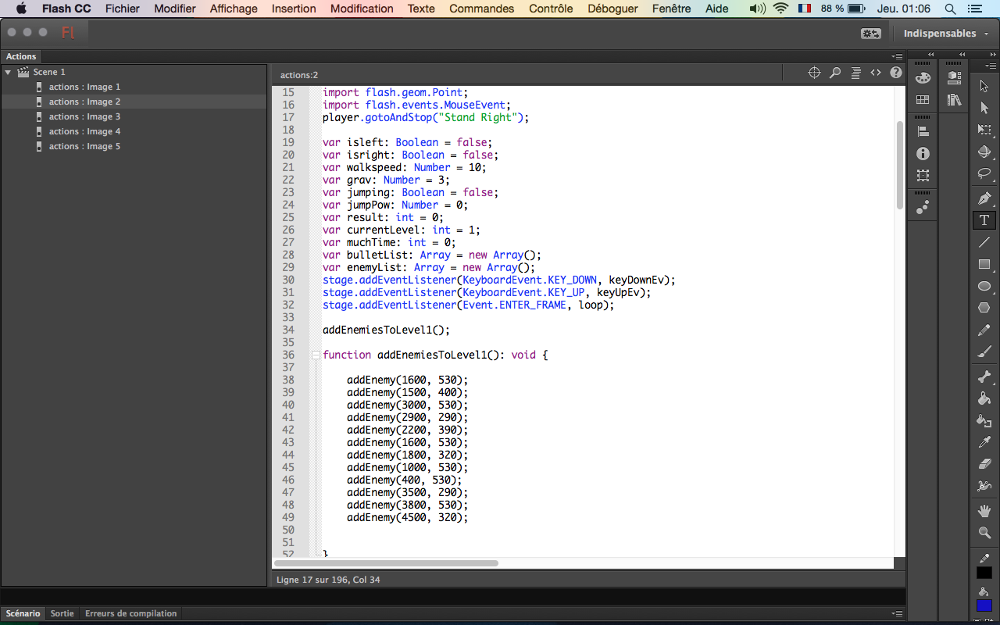 Flash CC Fichier Modifier Affichage Insertion Modification Texte Commandes Contrôle Déboguer Fenêtre Aide 88 % Jeu. 01:06
Fl Indispensables
Actions
Scene 1
actions : Image 1
actions : Image 2
actions : Image 3
actions : Image 4
actions : Image 5
actions:2
15 import flash.geom.Point;
16 import flash.events.MouseEvent;
17 player.gotoAndStop("Stand Right");
18
19 var isleft: Boolean = false;
20 var isright: Boolean = false;
21 var walkspeed: Number = 10;
22 var grav: Number = 3;
23 var jumping: Boolean = false;
24 var jumpPow: Number = 0;
25 var result: int = 0;
26 var currentLevel: int = 1;
27 var muchTime: int = 0;
28 var bulletList: Array = new Array();
29 var enemyList: Array = new Array();
30 stage.addEventListener(KeyboardEvent.KEY_DOWN, keyDownEv);
31 stage.addEventListener(KeyboardEvent.KEY_UP, keyUpEv);
32 stage.addEventListener(Event.ENTER_FRAME, loop);
33
34 addEnemiesToLevel1();
35
36 function addEnemiesToLevel1(): void {
37
38 addEnemy(1600, 530);
39 addEnemy(1500, 400);
40 addEnemy(3000, 530);
41 addEnemy(2900, 290);
42 addEnemy(2200, 390);
43 addEnemy(1600, 530);
44 addEnemy(1800, 320);
45 addEnemy(1000, 530);
46 addEnemy(400, 530);
47 addEnemy(3500, 290);
48 addEnemy(3800, 530);
49 addEnemy(4500, 320);
50
51
52 }
Ligne 17 sur 196, Col 34
Scénario Sortie Erreurs de compilation